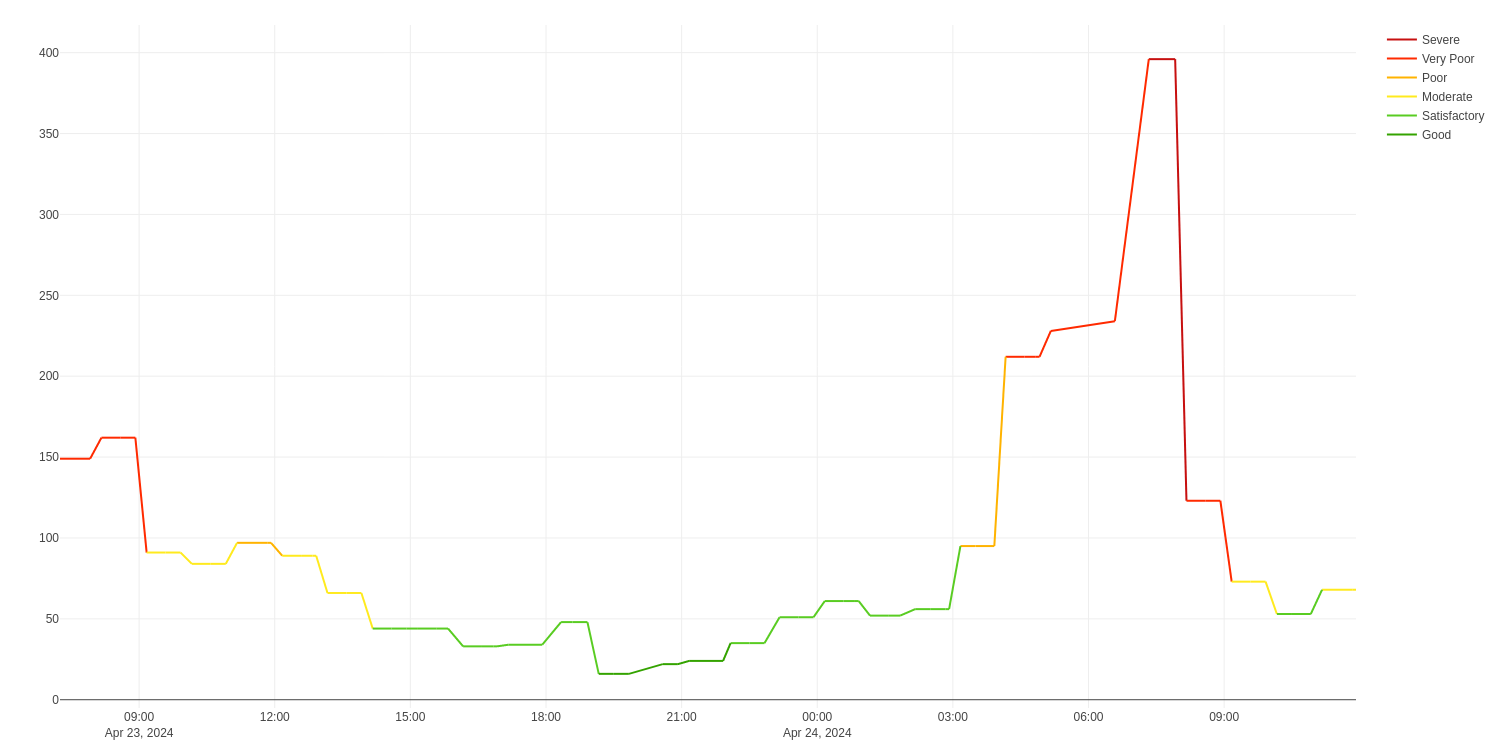 400
350
300
250
200
150
100
50
0
09:00
Apr 23, 2024
12:00
15:00
18:00
21:00
00:00
Apr 24, 2024
03:00
06:00
09:00
Severe
Very Poor
Poor
Moderate
Satisfactory
Good